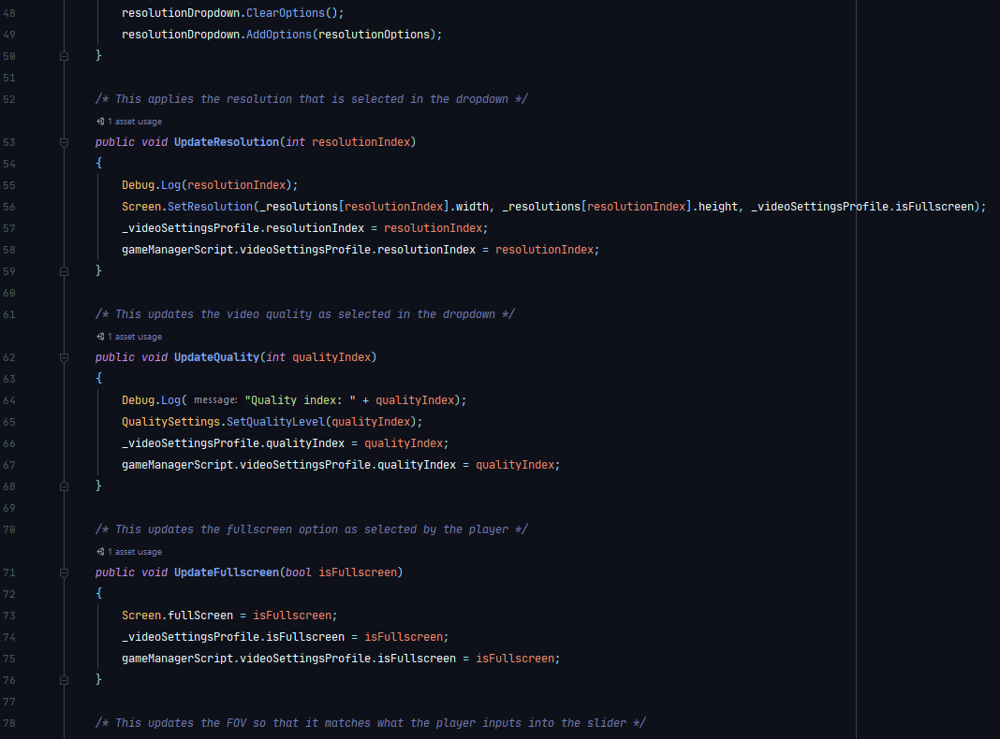 48 resolutionDropdown.ClearOptions();
49 resolutionDropdown.AddOptions(resolutionOptions);
50 }
51
52 /* This applies the resolution that is selected in the dropdown */
1 asset usage
53 public void UpdateResolution(int resolutionIndex)
54 {
55 Debug.Log(resolutionIndex);
56 Screen.SetResolution(_resolutions[resolutionIndex].width, _resolutions[resolutionIndex].height, _videoSettingsProfile.isFullscreen);
57 _videoSettingsProfile.resolutionIndex = resolutionIndex;
58 gameManagerScript.videoSettingsProfile.resolutionIndex = resolutionIndex;
59 }
60
61 /* This updates the video quality as selected in the dropdown */
1 asset usage
62 public void UpdateQuality(int qualityIndex)
63 {
64 Debug.Log( message: "Quality index: " + qualityIndex);
65 QualitySettings.SetQualityLevel(qualityIndex);
66 _videoSettingsProfile.qualityIndex = qualityIndex;
67 gameManagerScript.videoSettingsProfile.qualityIndex = qualityIndex;
68 }
69
70 /* This updates the fullscreen option as selected by the player */
1 asset usage
71 public void UpdateFullscreen(bool isFullscreen)
72 {
73 Screen.fullScreen = isFullscreen;
74 _videoSettingsProfile.isFullscreen = isFullscreen;
75 gameManagerScript.videoSettingsProfile.isFullscreen = isFullscreen;
76 }
77
78 /* This updates the FOV so that it matches what the player inputs into the slider */